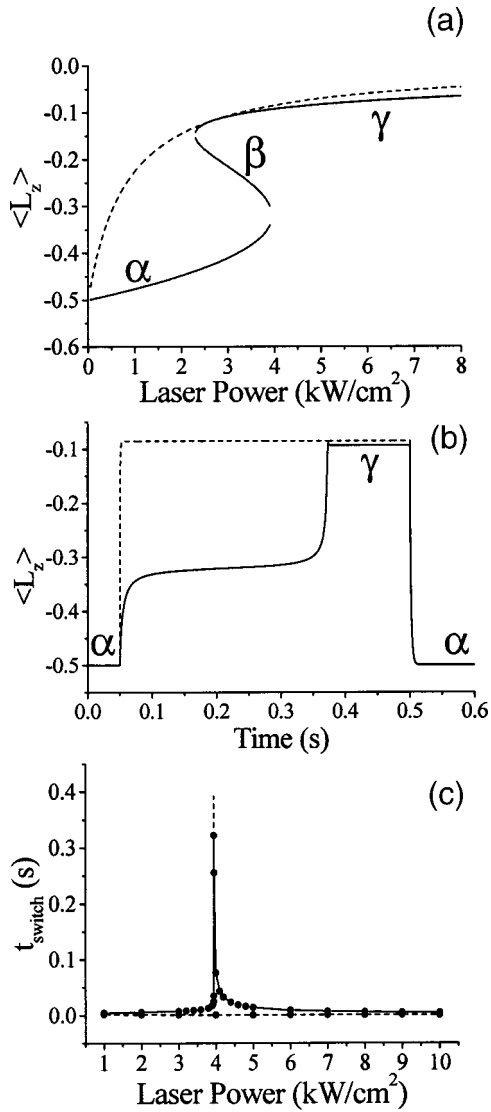 (a)
<L_z>
0.0
-0.1
-0.2
-0.3
-0.4
-0.5
-0.6
α
β
γ
0 1 2 3 4 5 6 7 8
Laser Power (kW/cm²)
(b)
<L_z>
-0.1
-0.2
-0.3
-0.4
-0.5
α
γ
α
0.0 0.1 0.2 0.3 0.4 0.5 0.6
Time (s)
(c)
t_switch (s)
0.4
0.3
0.2
0.1
0.0
1 2 3 4 5 6 7 8 9 10
Laser Power (kW/cm²)